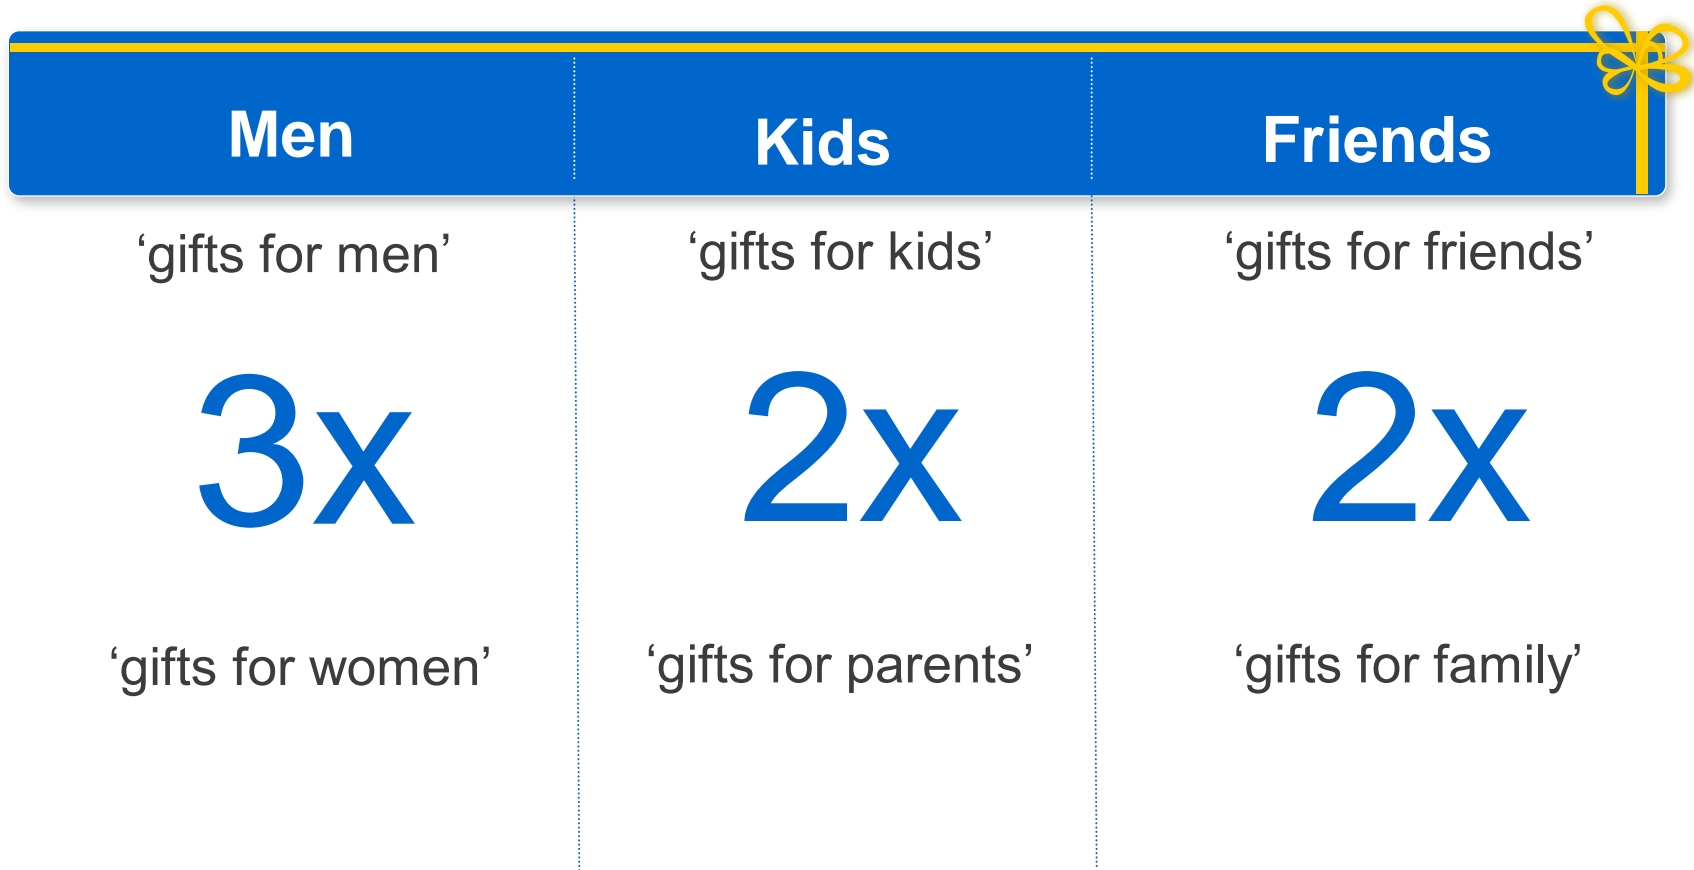 Men
Kids
Friends
‘gifts for men’
‘gifts for kids’
‘gifts for friends’
3x
2x
2x
‘gifts for women’
‘gifts for parents’
‘gifts for family’